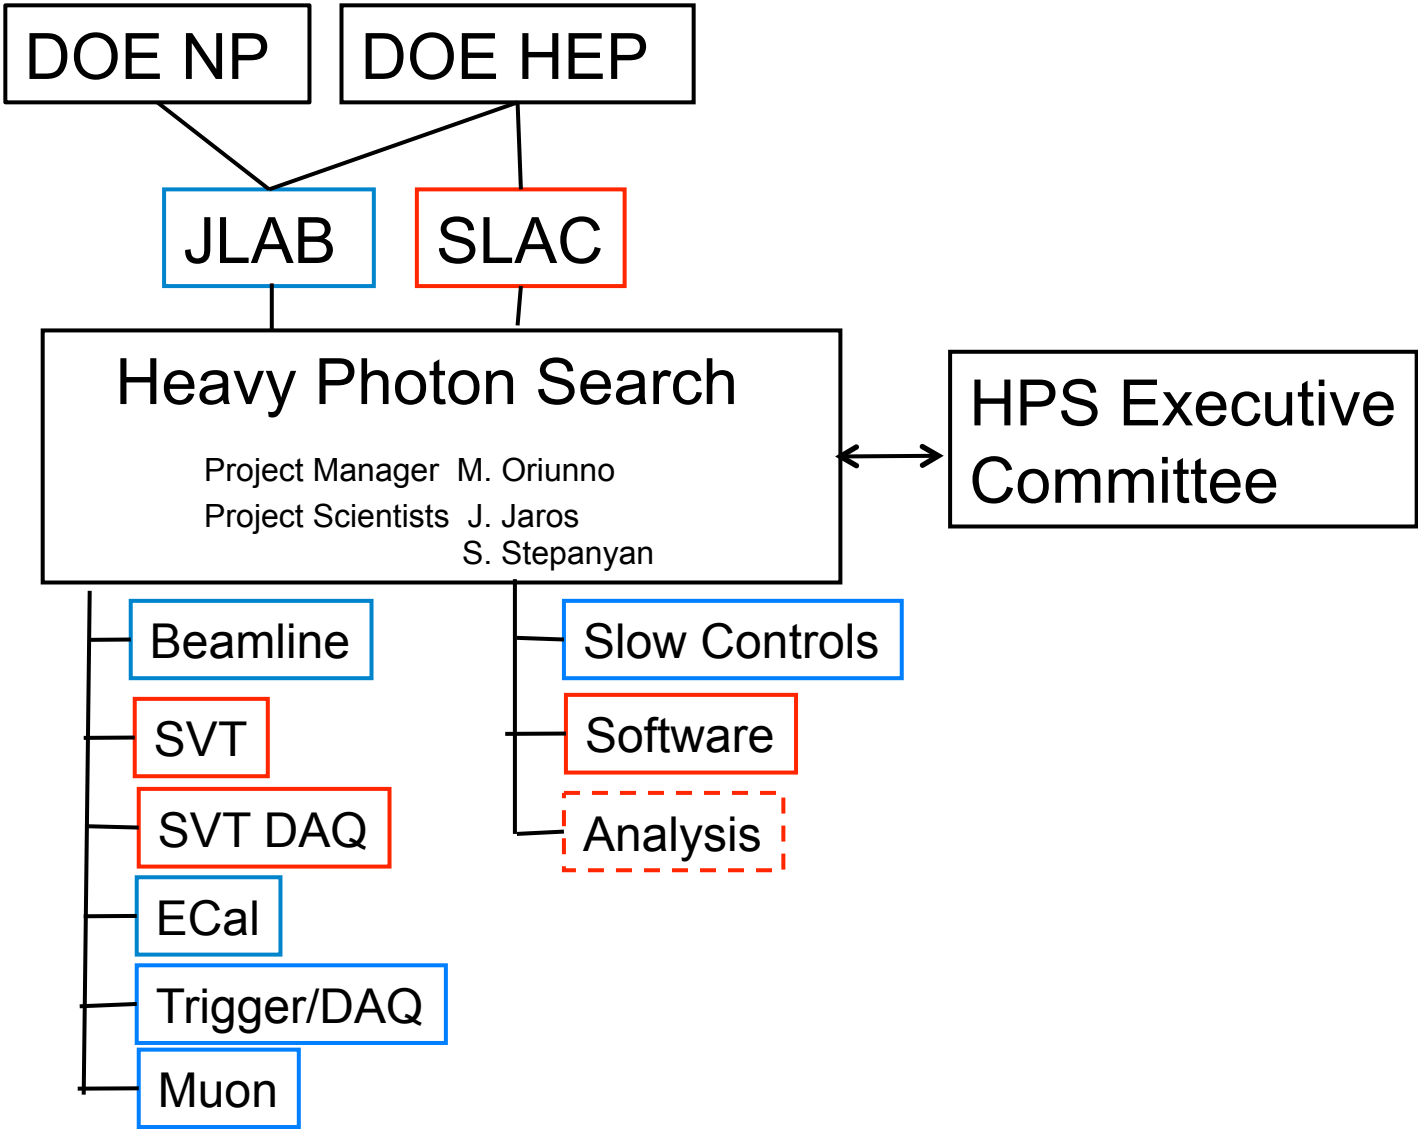 DOE NP
DOE HEP
JLAB
SLAC
Heavy Photon Search
Project Manager M. Oriunno
Project Scientists J. Jaros
S. Stepanyan
HPS Executive
Committee
Beamline
SVT
SVT DAQ
ECal
Trigger/DAQ
Muon
Slow Controls
Software
Analysis